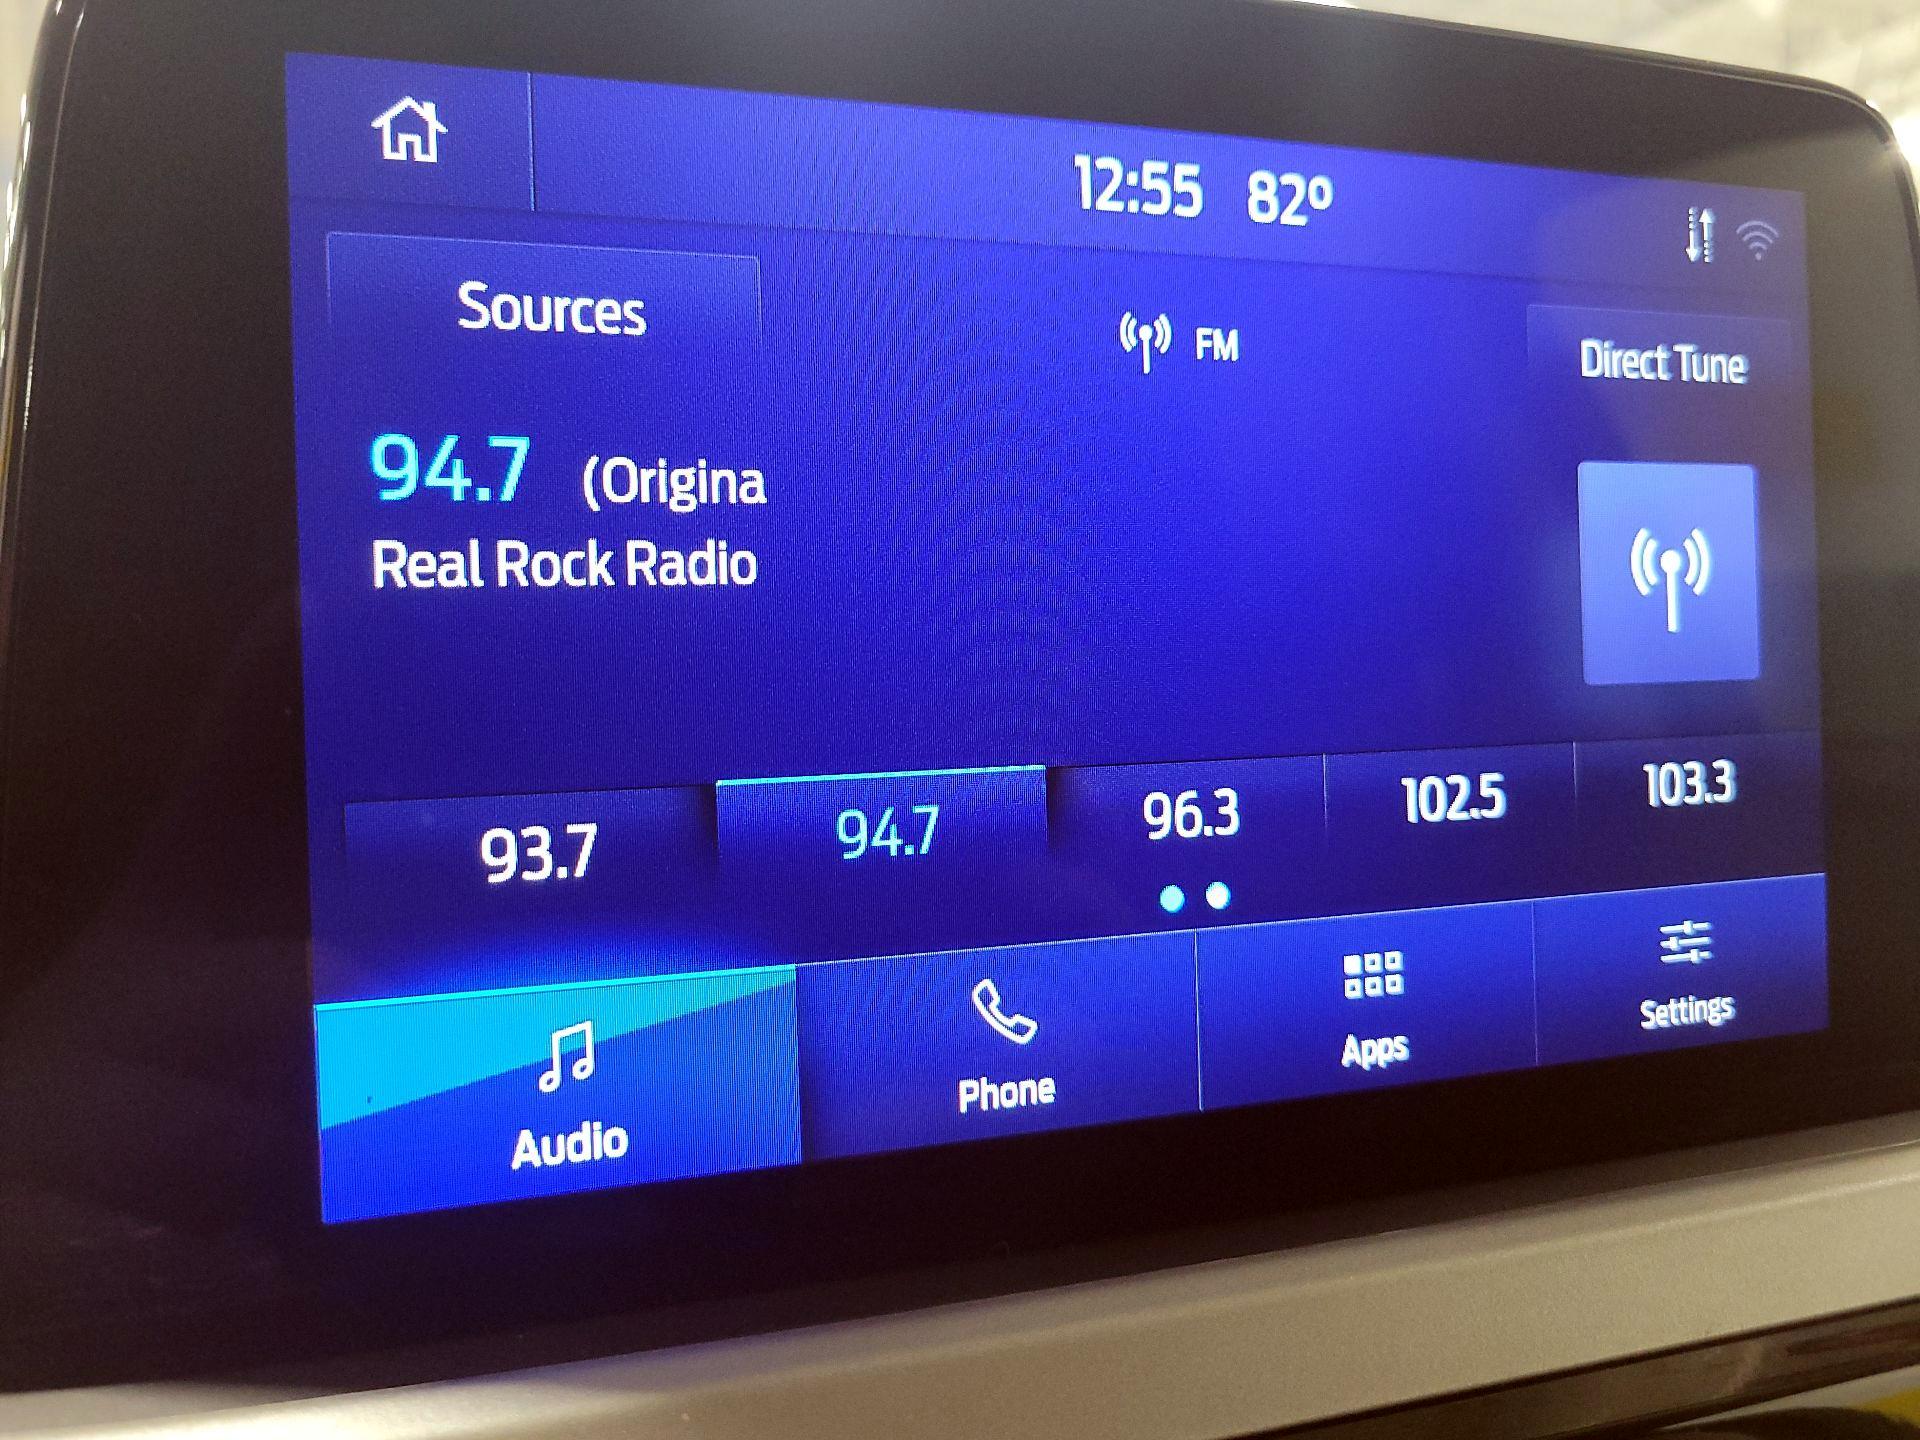 12:55 82º
Sources
FM
Direct Tune
94.7 (Origina
Real Rock Radio
93.7 94.7 96.3 102.5 103.3
Audio Phone Apps Settings